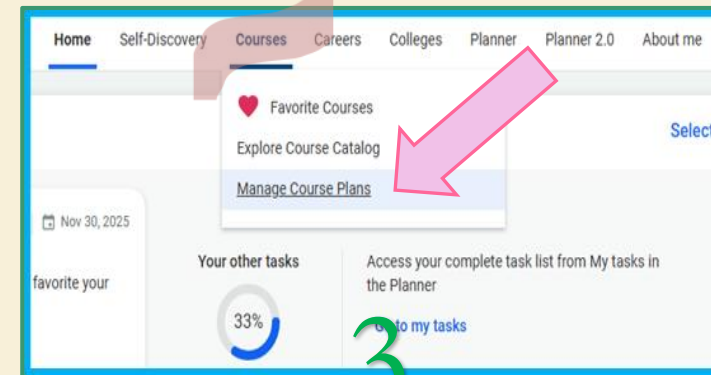 Home Self-Discovery Courses Careers Colleges Planner Planner 2.0 About me
Favorite Courses
Explore Course Catalog
Manage Course Plans
Select
Nov 30, 2025
favorite your
Your other tasks
33%
Access your complete task list from My tasks in
the Planner
Go to my tasks
3